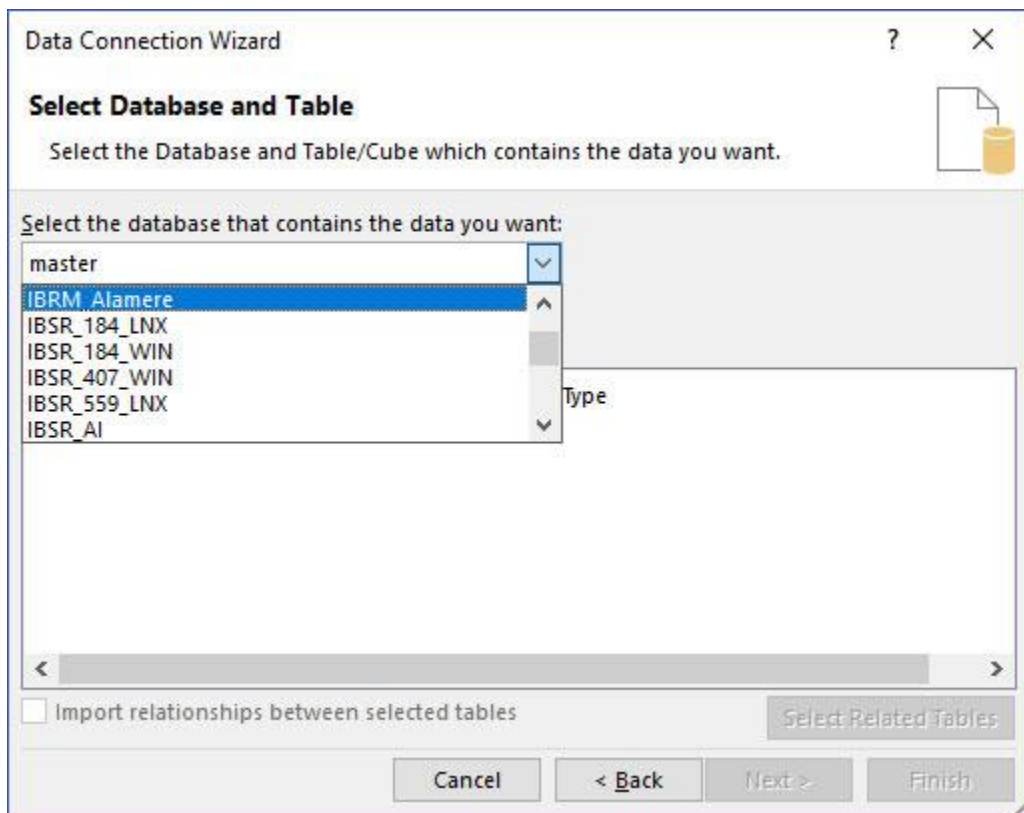 Data Connection Wizard ? X
Select Database and Table
Select the Database and Table/Cube which contains the data you want.
Select the database that contains the data you want:
master
IBRM_Alamere
IBSR_184_LNX
IBSR_184_WIN
IBSR_407_WIN
IBSR_559_LNX
IBSR_AI
Type
Import relationships between selected tables
Select Related Tables
Cancel < Back Next > Finish